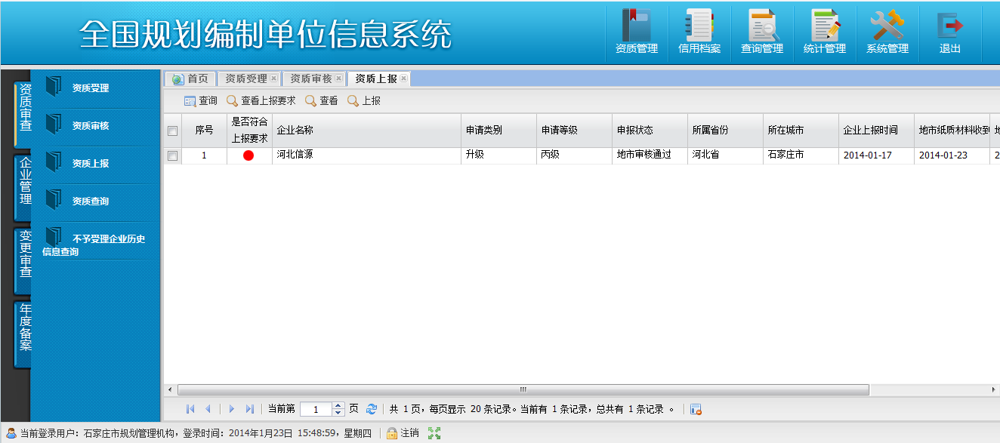 全国规划编制单位信息系统
资质管理 信用档案 查询管理 统计管理 系统管理 退出
资质审查
企业管理
变更审查
年度备案
资质受理
资质审核
资质上报
资质查询
不予受理企业历史
信息查询
首页 资质受理 资质审核 资质上报
查询 查看上报要求 查看 上报
序号 是否符合上报要求 企业名称 申请类别 申请等级 申报状态 所属省份 所在城市 企业上报时间 地市纸质材料收到
1 河北信源 升级 丙级 地市审核通过 河北省 石家庄市 2014-01-17 2014-01-23
当前第 1 页 共 1 页，每页显示 20 条记录。当前有 1 条记录，总共有 1 条记录 。
当前登录用户：石家庄市规划管理机构，登录时间：2014年1月23日 15:48:59，星期四 注销